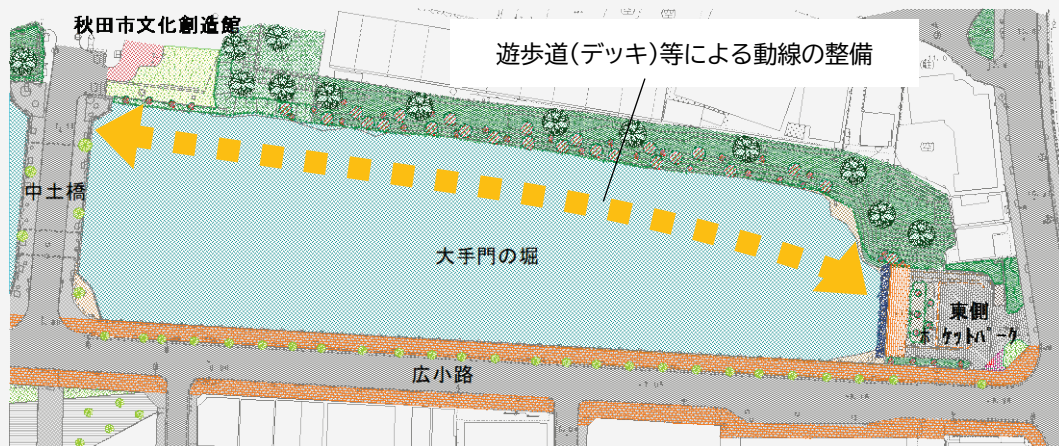 秋田市文化創造館
遊歩道(デッキ)等による動線の整備
中土橋
大手門の堀
東側
ﾎﾟｹｯﾄﾊﾟｰｸ
広小路